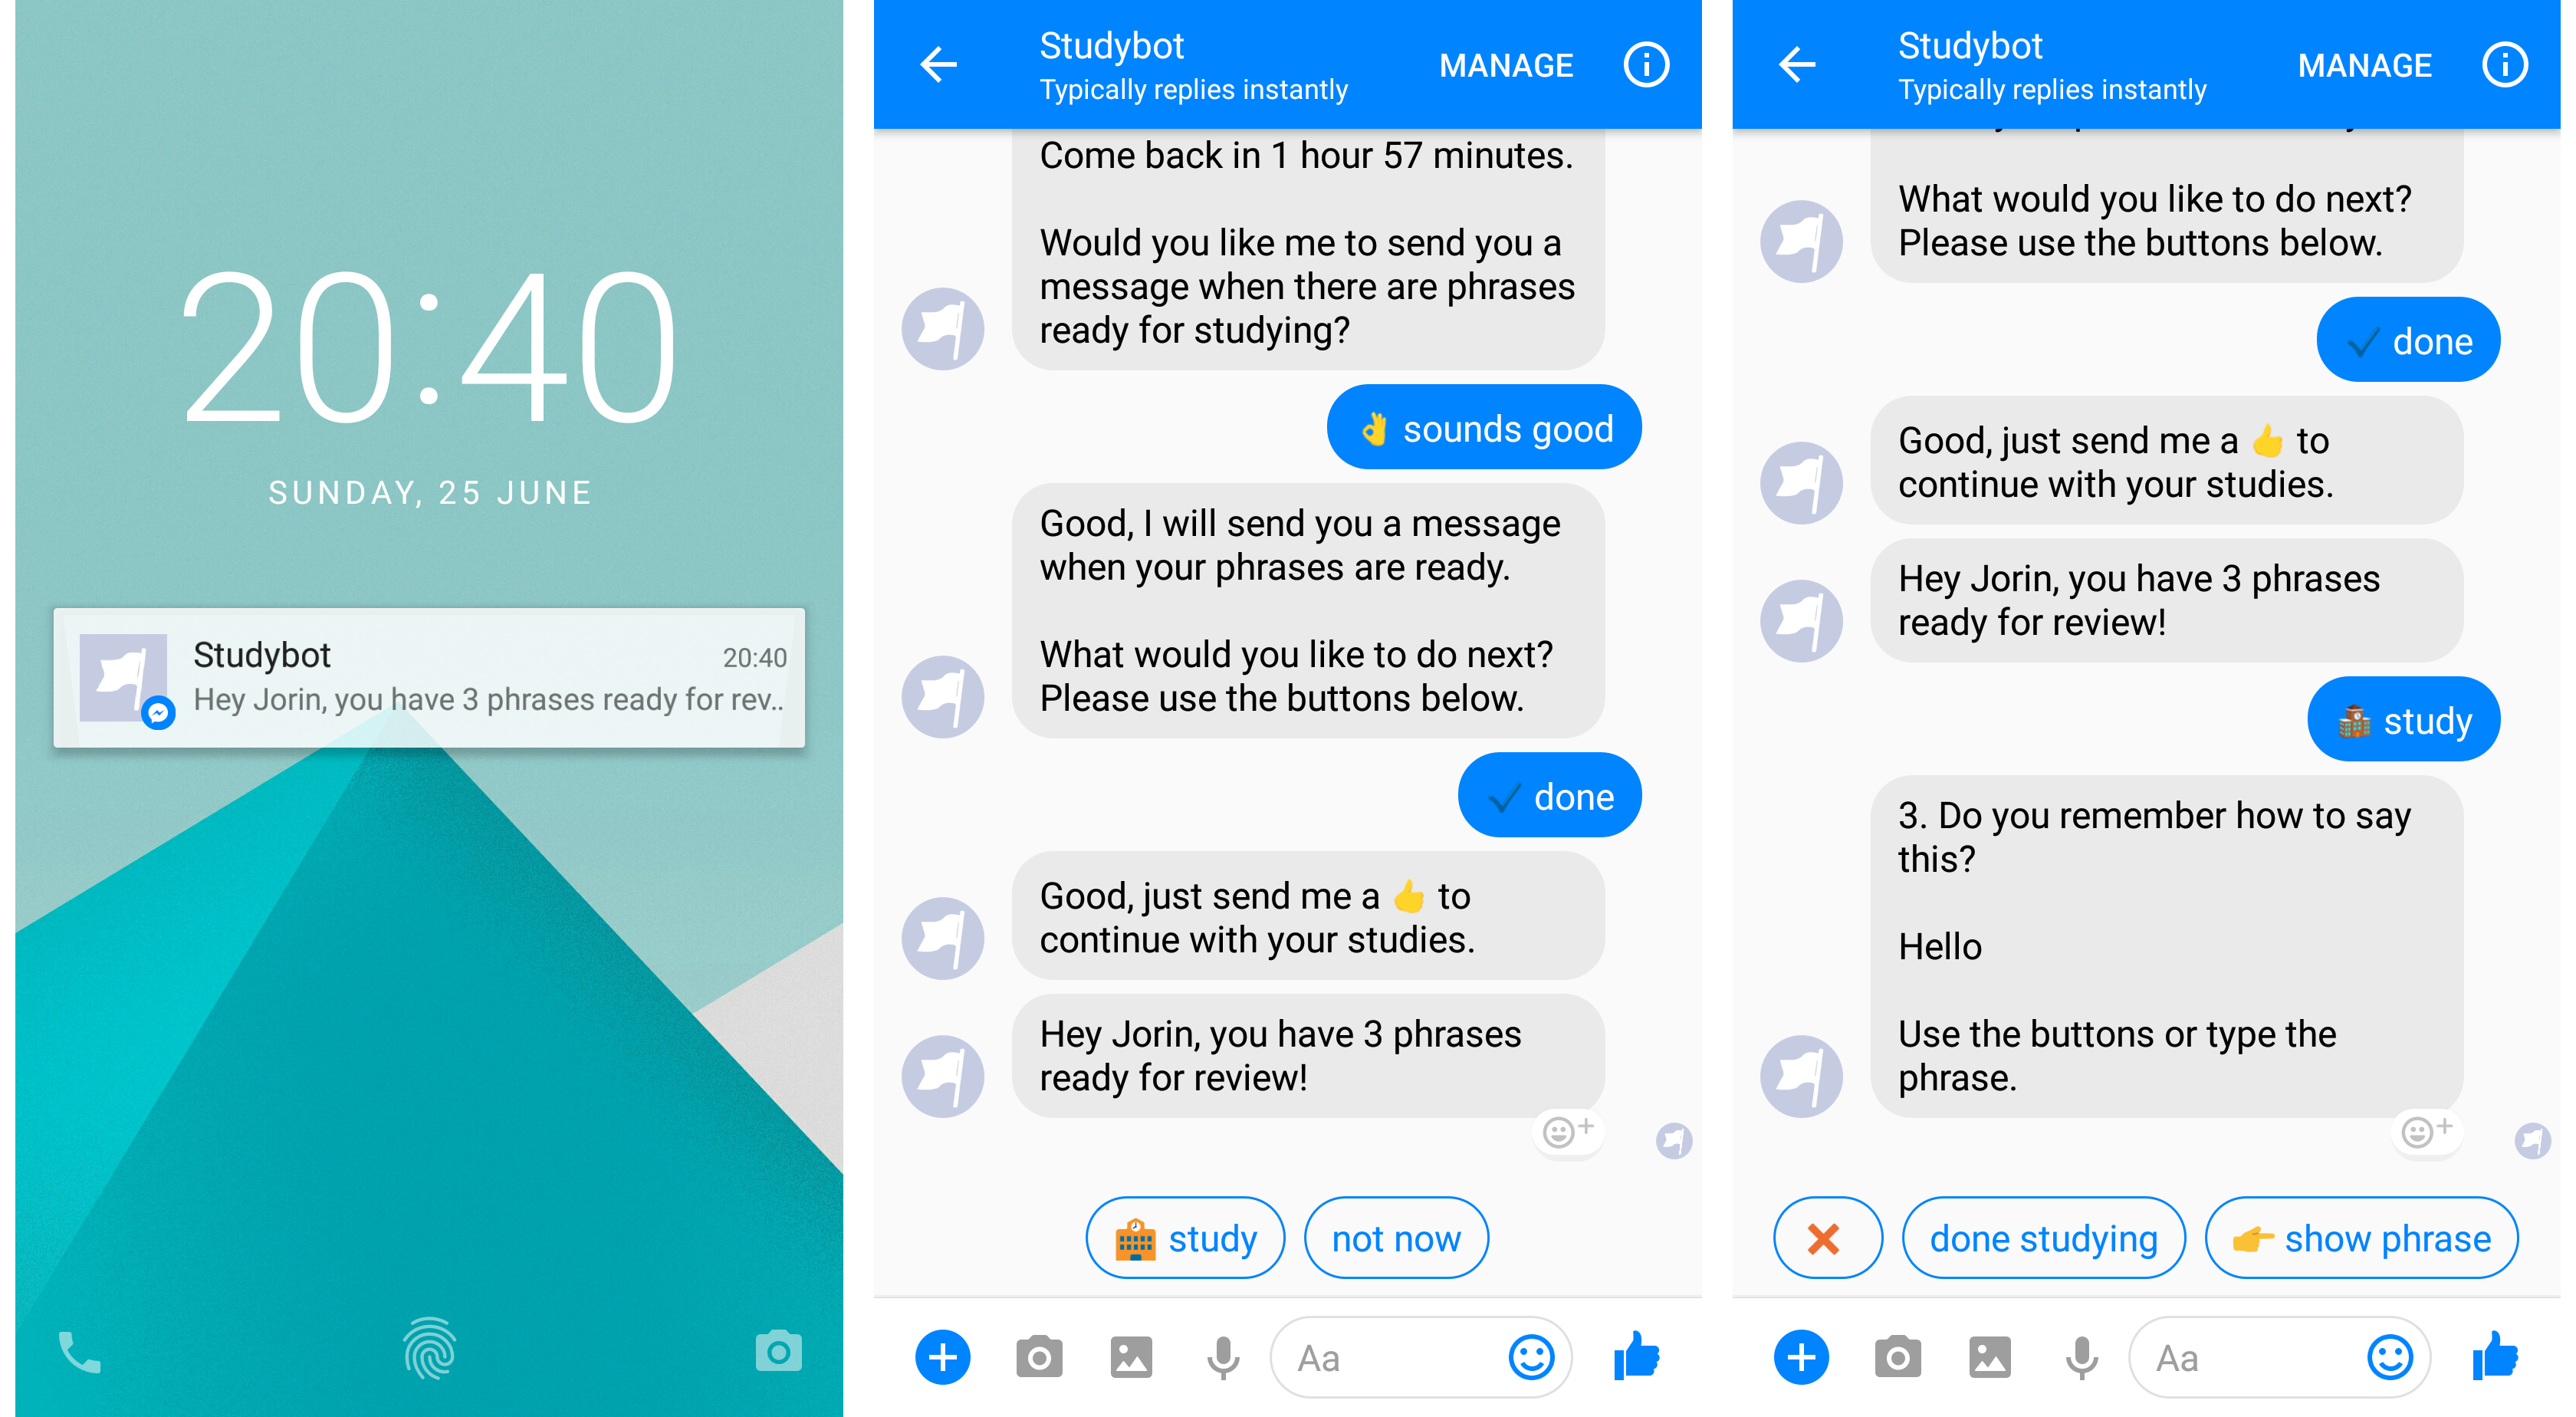 20:40
SUNDAY, 25 JUNE
Studybot
20:40
Hey Jorin, you have 3 phrases ready for rev..
Studybot
Typically replies instantly
MANAGE
Come back in 1 hour 57 minutes.
Would you like me to send you a
message when there are phrases
ready for studying?
👌 sounds good
Good, I will send you a message
when your phrases are ready.
What would you like to do next?
Please use the buttons below.
✓ done
Good, just send me a 👍 to
continue with your studies.
Hey Jorin, you have 3 phrases
ready for review!
🏫 study
not now
Aa
Studybot
Typically replies instantly
MANAGE
What would you like to do next?
Please use the buttons below.
✓ done
Good, just send me a 👍 to
continue with your studies.
Hey Jorin, you have 3 phrases
ready for review!
🏫 study
3. Do you remember how to say
this?
Hello
Use the buttons or type the
phrase.
❌
done studying
👉 show phrase
Aa